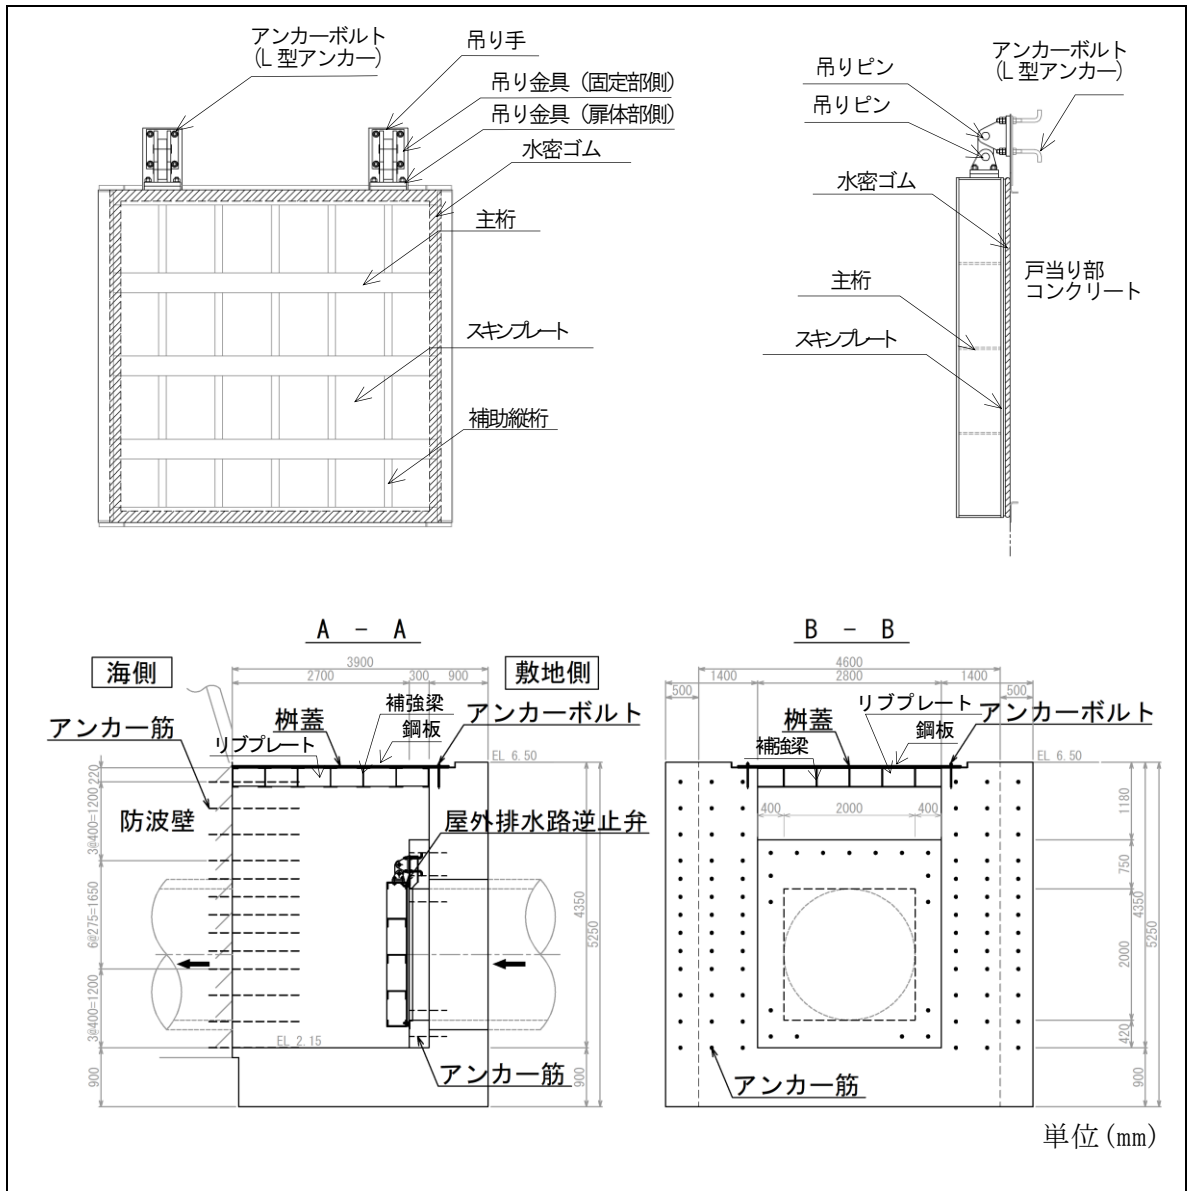 アンカーボルト
(L 型アンカー)
吊り手
吊り金具 (固定部側)
吊り金具 (扉体部側)
水密ゴム
主桁
スキンプレート
補助縦桁
吊りピン
吊りピン
アンカーボルト
(L 型アンカー)
水密ゴム
戸当り部
コンクリート
主桁
スキンプレート
A - A
海側
敷地側
3900
2700
300
900
アンカー筋
桝蓋
補強梁
鋼板
リブプレート
アンカーボルト
EL 6.50
防波壁
屋外排水路逆止弁
220
3@400=1200
6@275=1650
3@400=1200
900
EL 2.15
アンカー筋
4350
5250
900
B - B
4600
500
1400
2800
1400
500
桝蓋
リブプレート
鋼板
補強梁
アンカーボルト
EL 6.50
400
2000
400
1180
750
4350
5250
2000
420
900
アンカー筋
単位(mm)